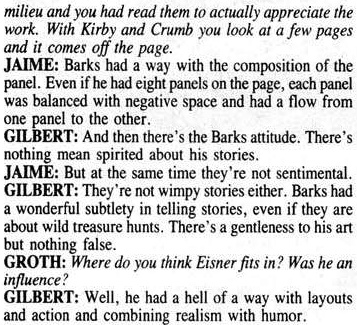 milieu and you had read them to actually appreciate the
work. With Kirby and Crumb you look at a few pages
and it comes off the page.
JAIME: Barks had a way with the composition of the
panel. Even if he had eight panels on the page, each panel
was balanced with negative space and had a flow from
one panel to the other.
GILBERT: And then there's the Barks attitude. There's
nothing mean spirited about his stories.
JAIME: But at the same time they're not sentimental.
GILBERT: They're not wimpy stories either. Barks had
a wonderful subtlety in telling stories, even if they are
about wild treasure hunts. There's a gentleness to his art
but nothing false.
GROTH: Where do you think Eisner fits in? Was he an
influence?
GILBERT: Well, he had a hell of a way with layouts
and action and combining realism with humor.